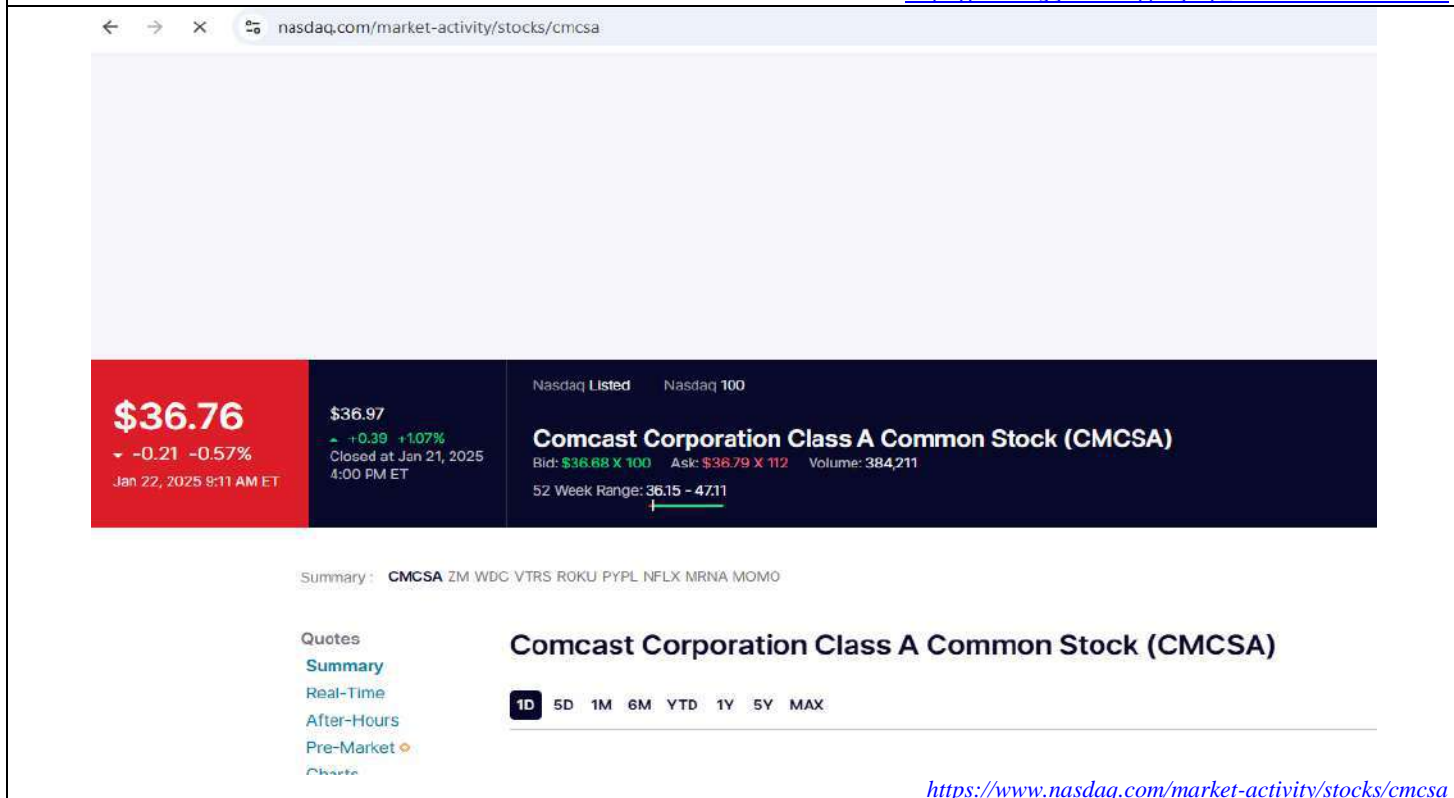 nasdaq.com/market-activity/stocks/cmcsa
Nasdaq Listed Nasdaq 100
$36.76
-0.21 -0.57%
Jan 22, 2025 9:11 AM ET
$36.97
+0.39 +1.07%
Closed at Jan 21, 2025
4:00 PM ET
Comcast Corporation Class A Common Stock (CMCSA)
Bid: $36.68 X 100 Ask: $36.79 X 112 Volume: 384,211
52 Week Range: 36.15 - 47.11
Summary : CMCSA ZM WDC VTRS ROKU PYPL NFLX MRNA MOMO
Quotes
Summary
Real-Time
After-Hours
Pre-Market
Charts
Comcast Corporation Class A Common Stock (CMCSA)
1D 5D 1M 6M YTD 1Y 5Y MAX
https://www.nasdaq.com/market-activity/stocks/cmcsa